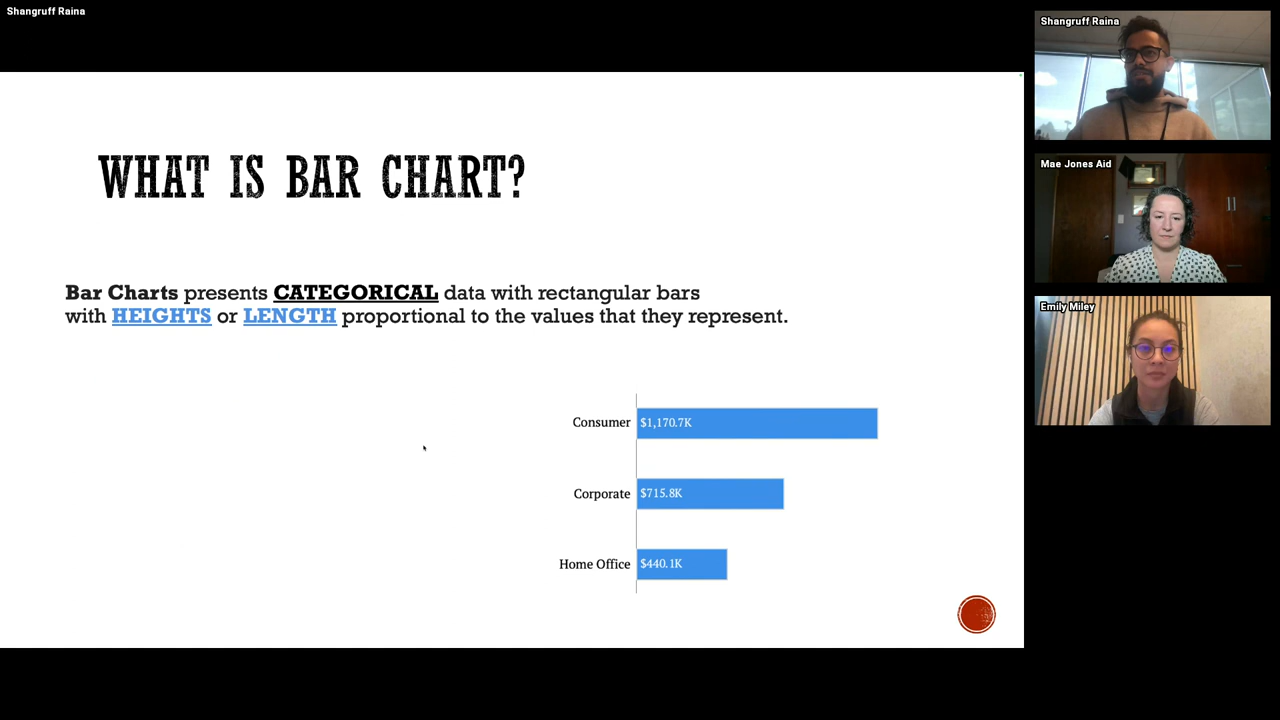 Shangruff Raina
WHAT IS BAR CHART?
Bar Charts presents CATEGORICAL data with rectangular bars
with HEIGHTS or LENGTH proportional to the values that they represent.
Consumer $1,170.7K
Corporate $715.8K
Home Office $440.1K
Shangruff Raina
Mae Jones Aid
Emily Miley